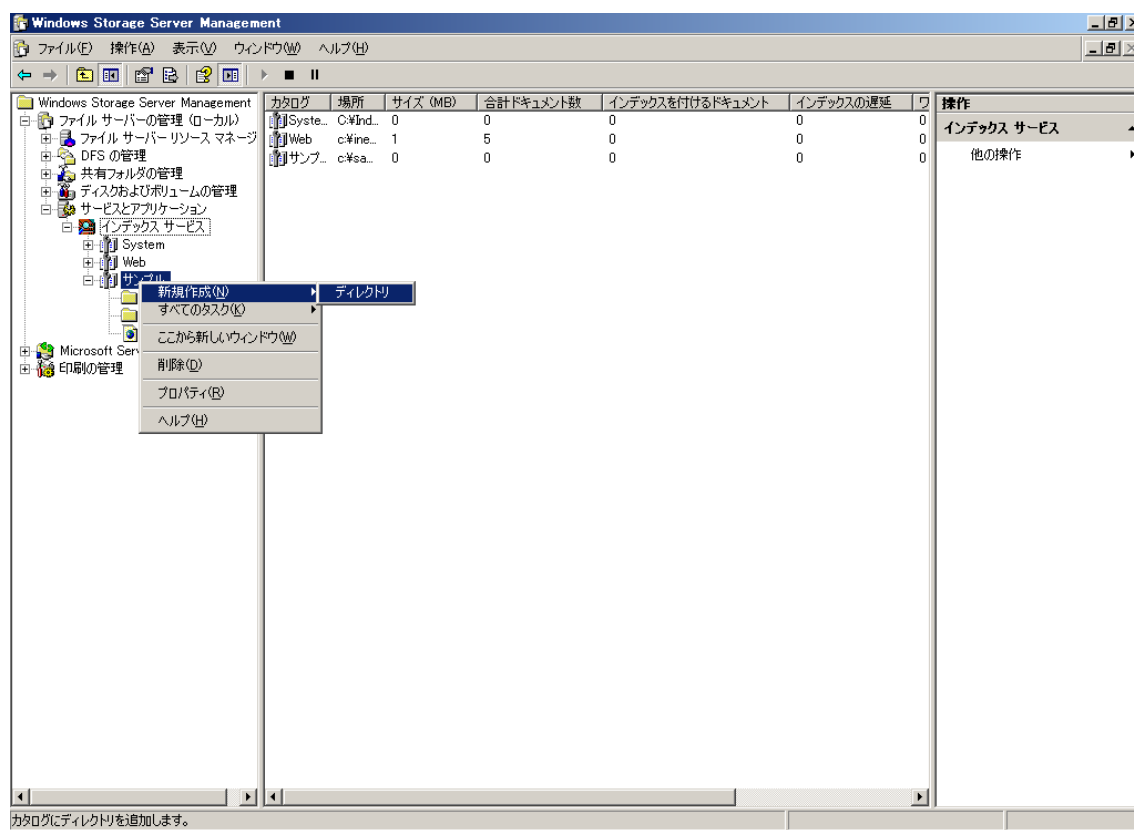 Windows Storage Server Management
ファイル(F) 操作(A) 表示(V) ウィンドウ(W) ヘルプ(H)
Windows Storage Server Management
ファイル サーバーの管理 (ローカル)
ファイル サーバー リソース マネージ
DFS の管理
共有フォルダの管理
ディスクおよびボリュームの管理
サービスとアプリケーション
インデックス サービス
System
Web
サンプル
Microsoft Ser
印刷の管理
新規作成(N)
すべてのタスク(K)
ここから新しいウィンドウ(W)
削除(D)
プロパティ(R)
ヘルプ(H)
ディレクトリ
カタログ 場所 サイズ (MB) 合計ドキュメント数 インデックスを付けるドキュメント インデックスの遅延 ワ
Syste... C:¥Ind... 0 0 0 0 0
Web c:¥ine... 1 5 0 0 0
サンプ... c:¥sa... 0 0 0 0 0
操作
インデックス サービス
他の操作
カタログにディレクトリを追加します。